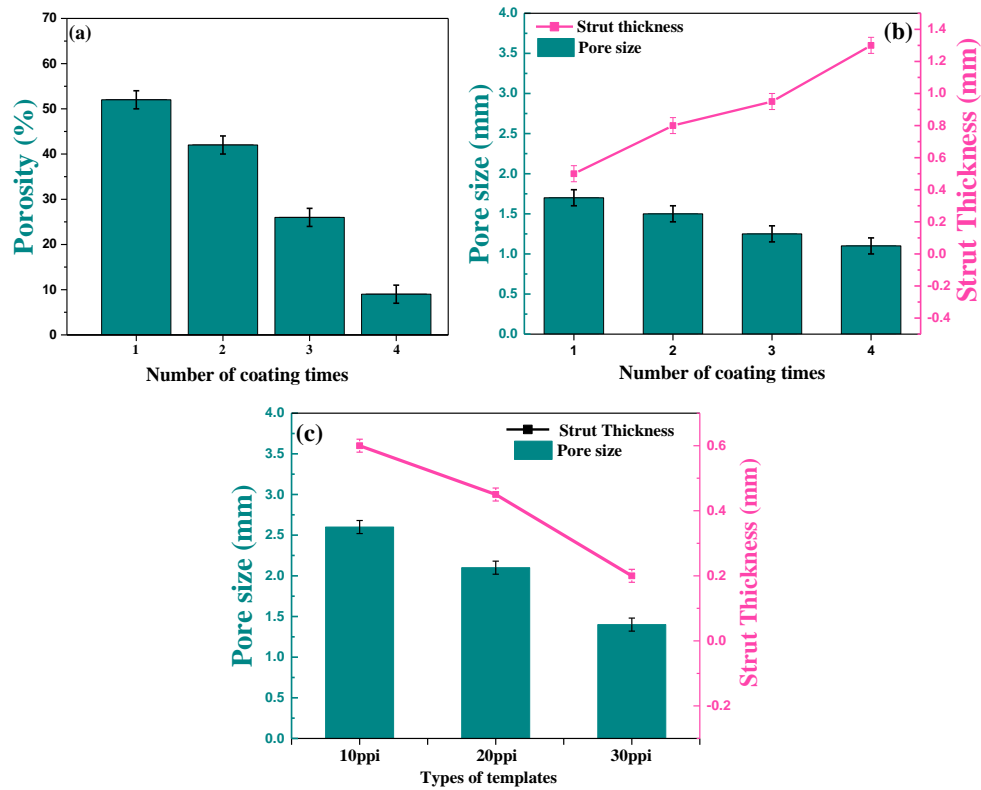 (a)
Porosity (%)
70
60
50
40
30
20
10
0
1 2 3 4
Number of coating times
(b)
Strut thickness
Pore size
Pore size (mm)
4.0
3.5
3.0
2.5
2.0
1.5
1.0
0.5
0.0
1 2 3 4
Number of coating times
Strut Thickness (mm)
1.4
1.2
1.0
0.8
0.6
0.4
0.2
0.0
-0.2
-0.4
(c)
Strut Thickness
Pore size
Pore size (mm)
4.0
3.5
3.0
2.5
2.0
1.5
1.0
0.5
0.0
10ppi 20ppi 30ppi
Types of templates
Strut Thickness (mm)
0.6
0.4
0.2
0.0
-0.2